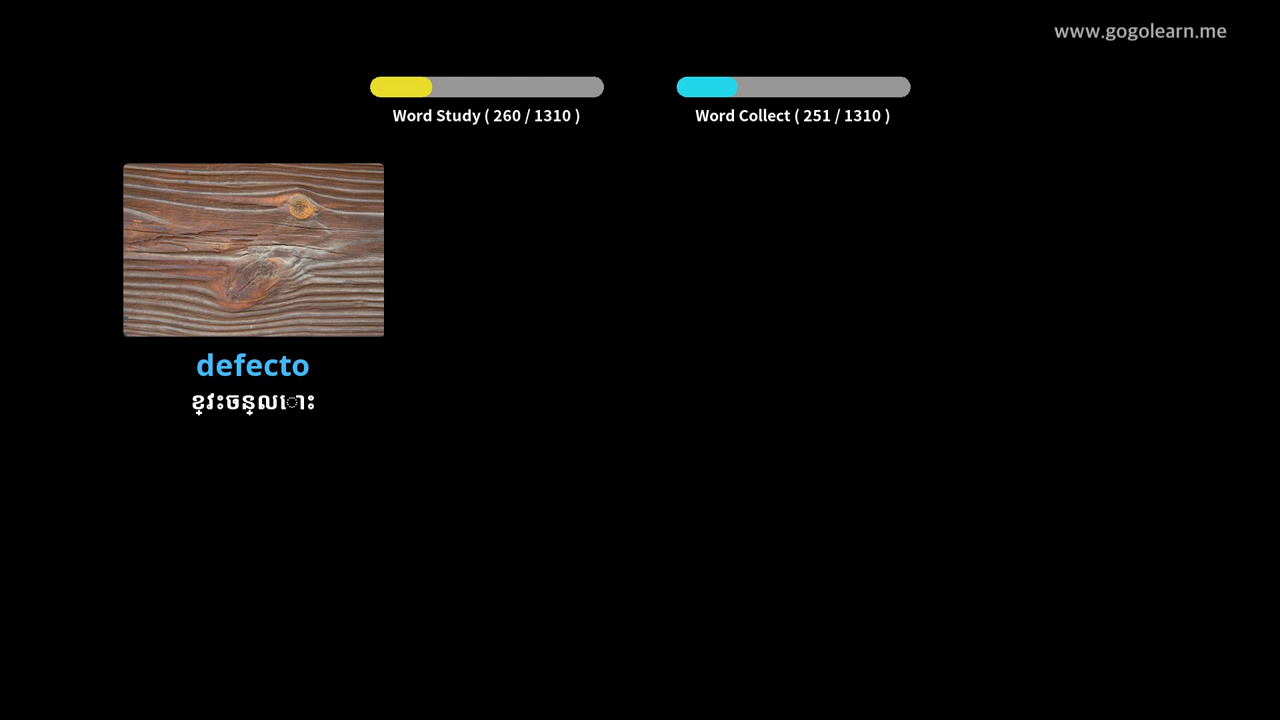 www.gogolearn.me
Word Study ( 260 / 1310 )
Word Collect ( 251 / 1310 )
defecto
ខ្វះចន្លោះ